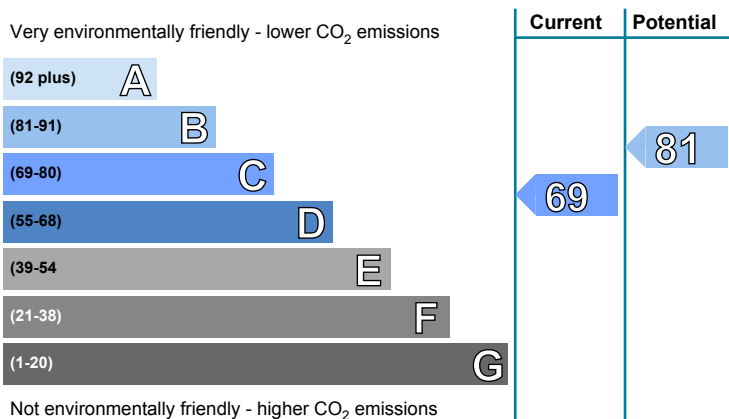 Very environmentally friendly - lower CO2 emissions
Current
Potential
(92 plus) A
(81-91) B
(69-80) C
(55-68) D
(39-54 E
(21-38) F
(1-20) G
69
81
Not environmentally friendly - higher CO2 emissions